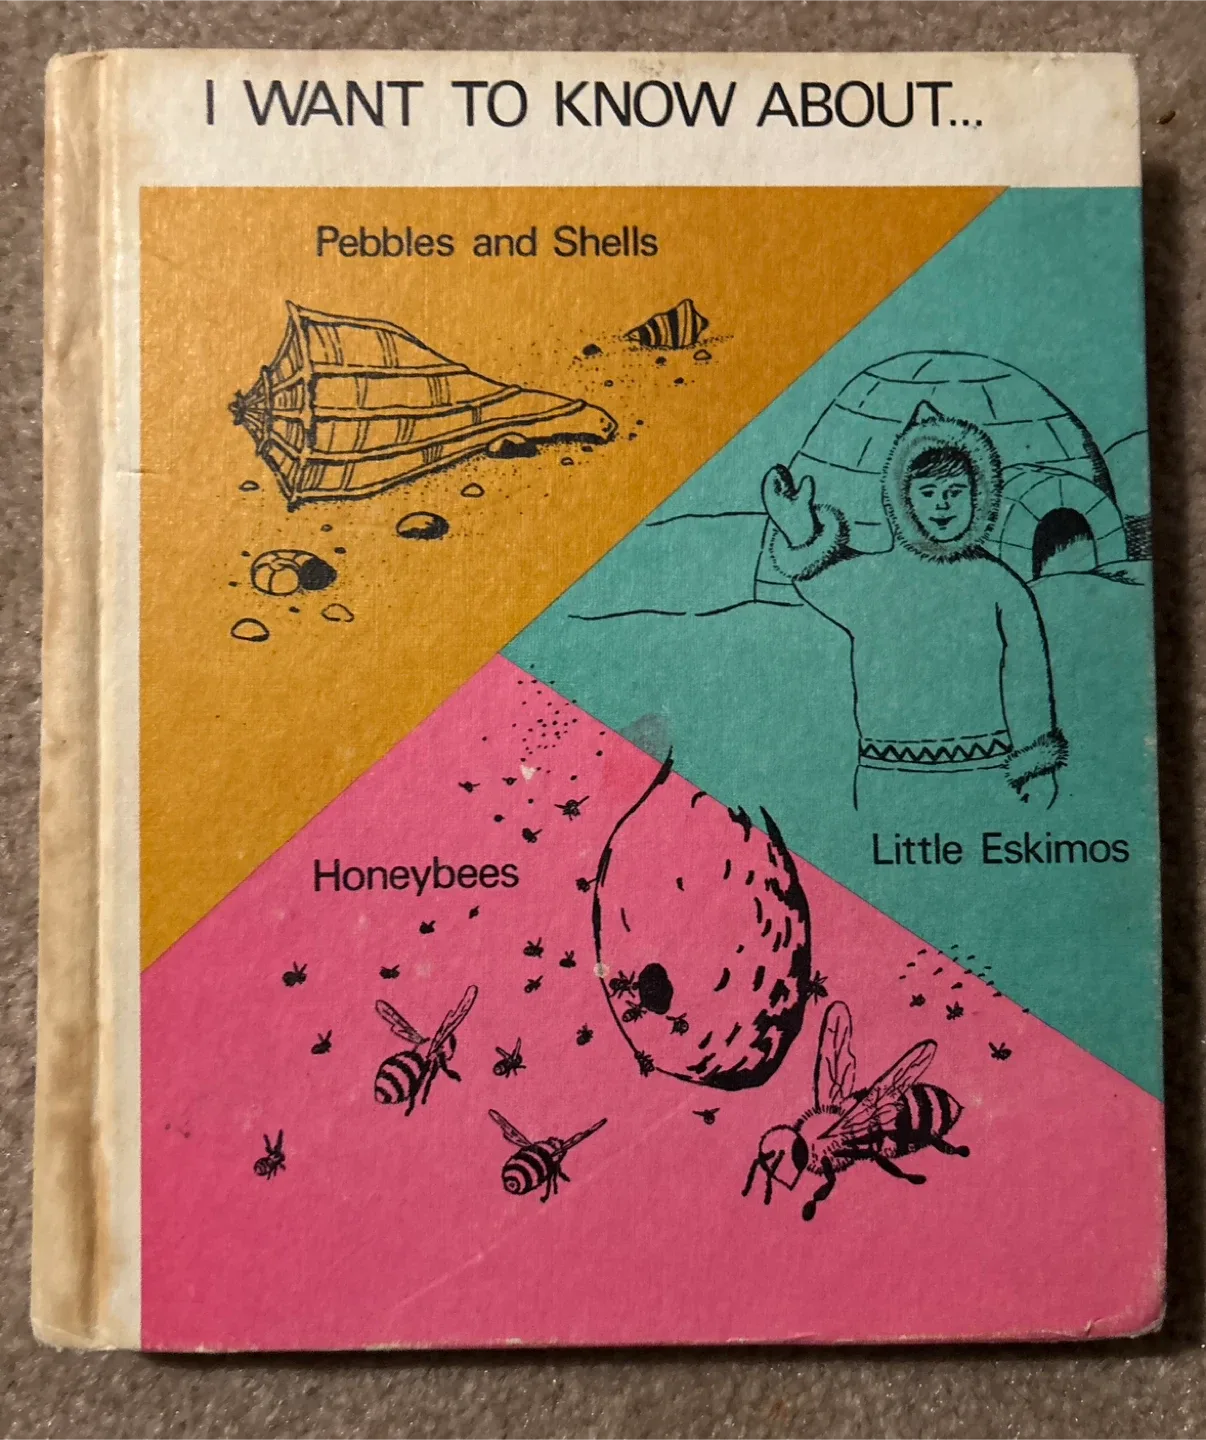 I WANT TO KNOW ABOUT...
Pebbles and Shells
Little Eskimos
Honeybees